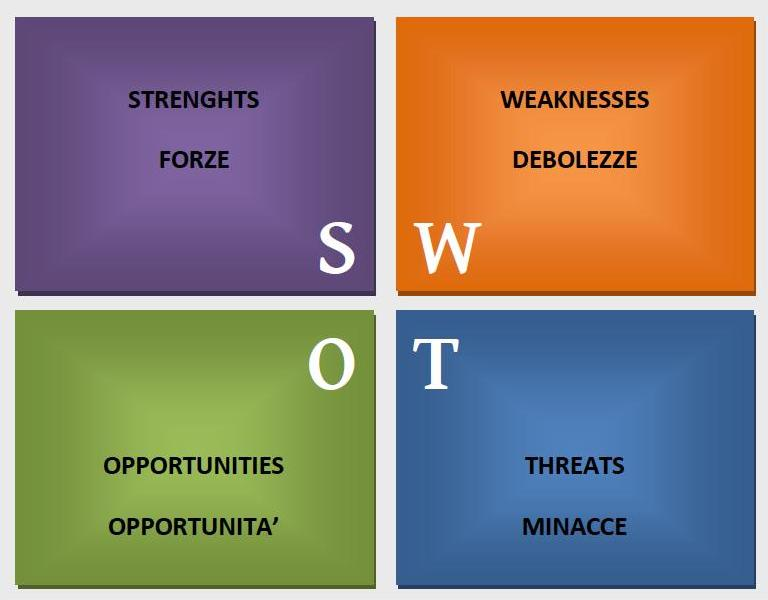 STRENGHTS
FORZE
S
WEAKNESSES
DEBOLEZZE
W
O
OPPORTUNITIES
OPPORTUNITA’
T
THREATS
MINACCE